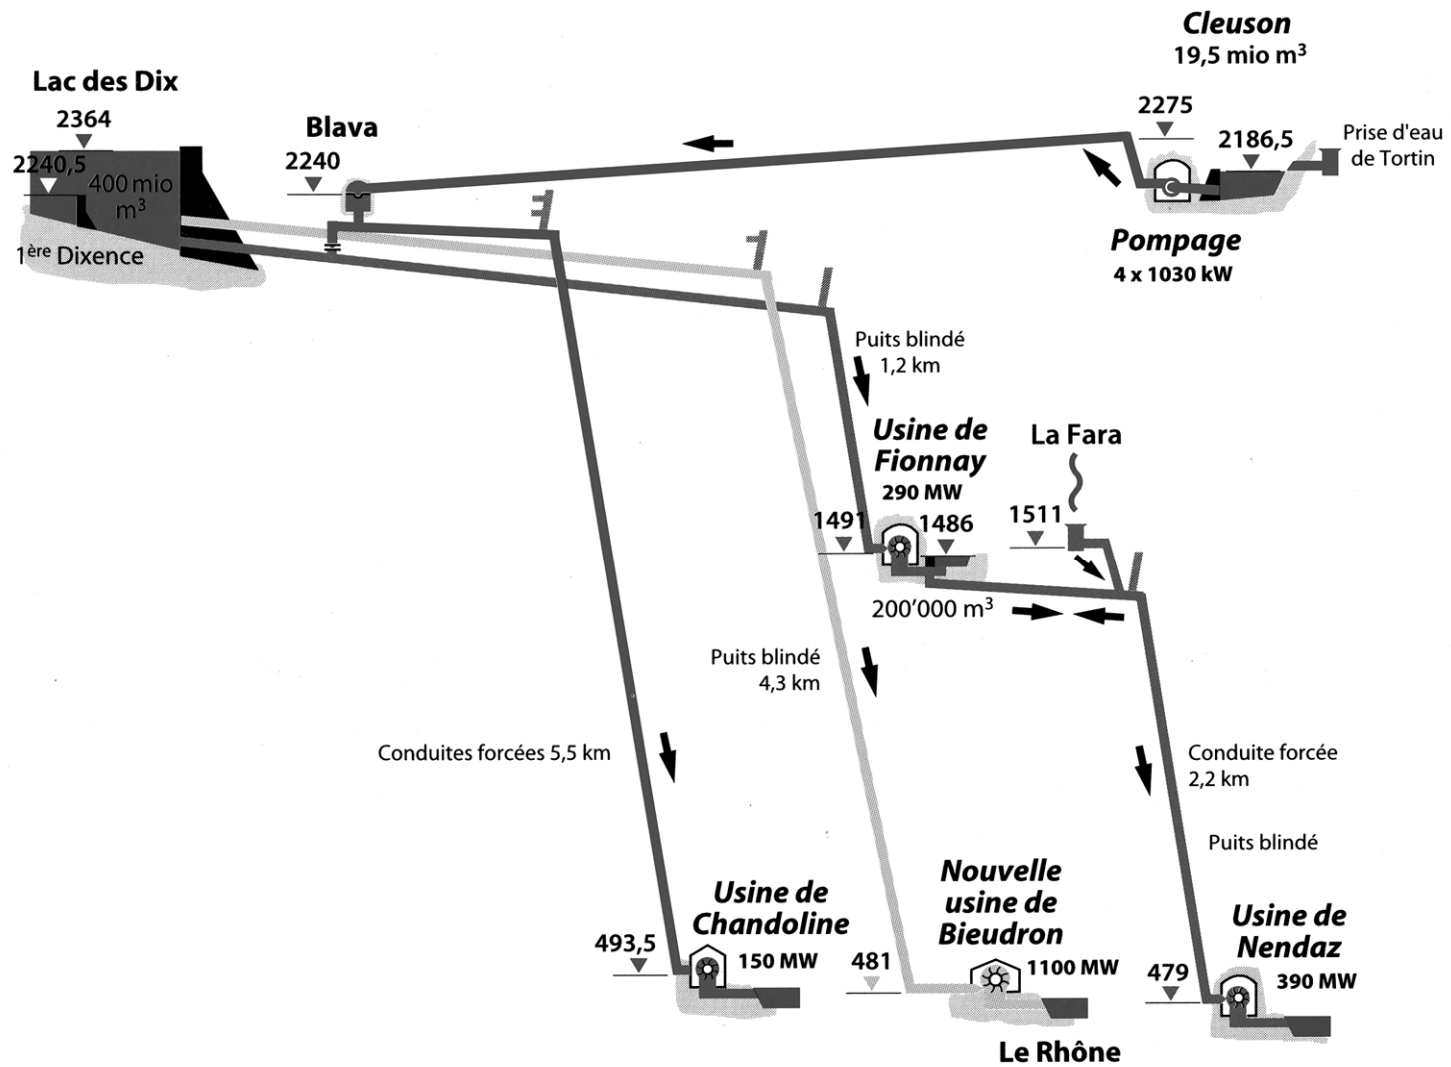 Cleuson
19,5 mio m³
Lac des Dix
2364
2240,5
400 mio
m³
1ère Dixence
Blava
2240
2275
2186,5
Prise d'eau
de Tortin
Pompage
4 x 1030 kW
Puits blindé
1,2 km
Usine de
Fionnay
290 MW
1491
1486
La Fara
1511
200’000 m³
Puits blindé
4,3 km
Conduites forcées 5,5 km
Conduite forcée
2,2 km
Puits blindé
Usine de
Chandoline
150 MW
493,5
Nouvelle
usine de
Bieudron
1100 MW
481
Usine de
Nendaz
390 MW
479
Le Rhône